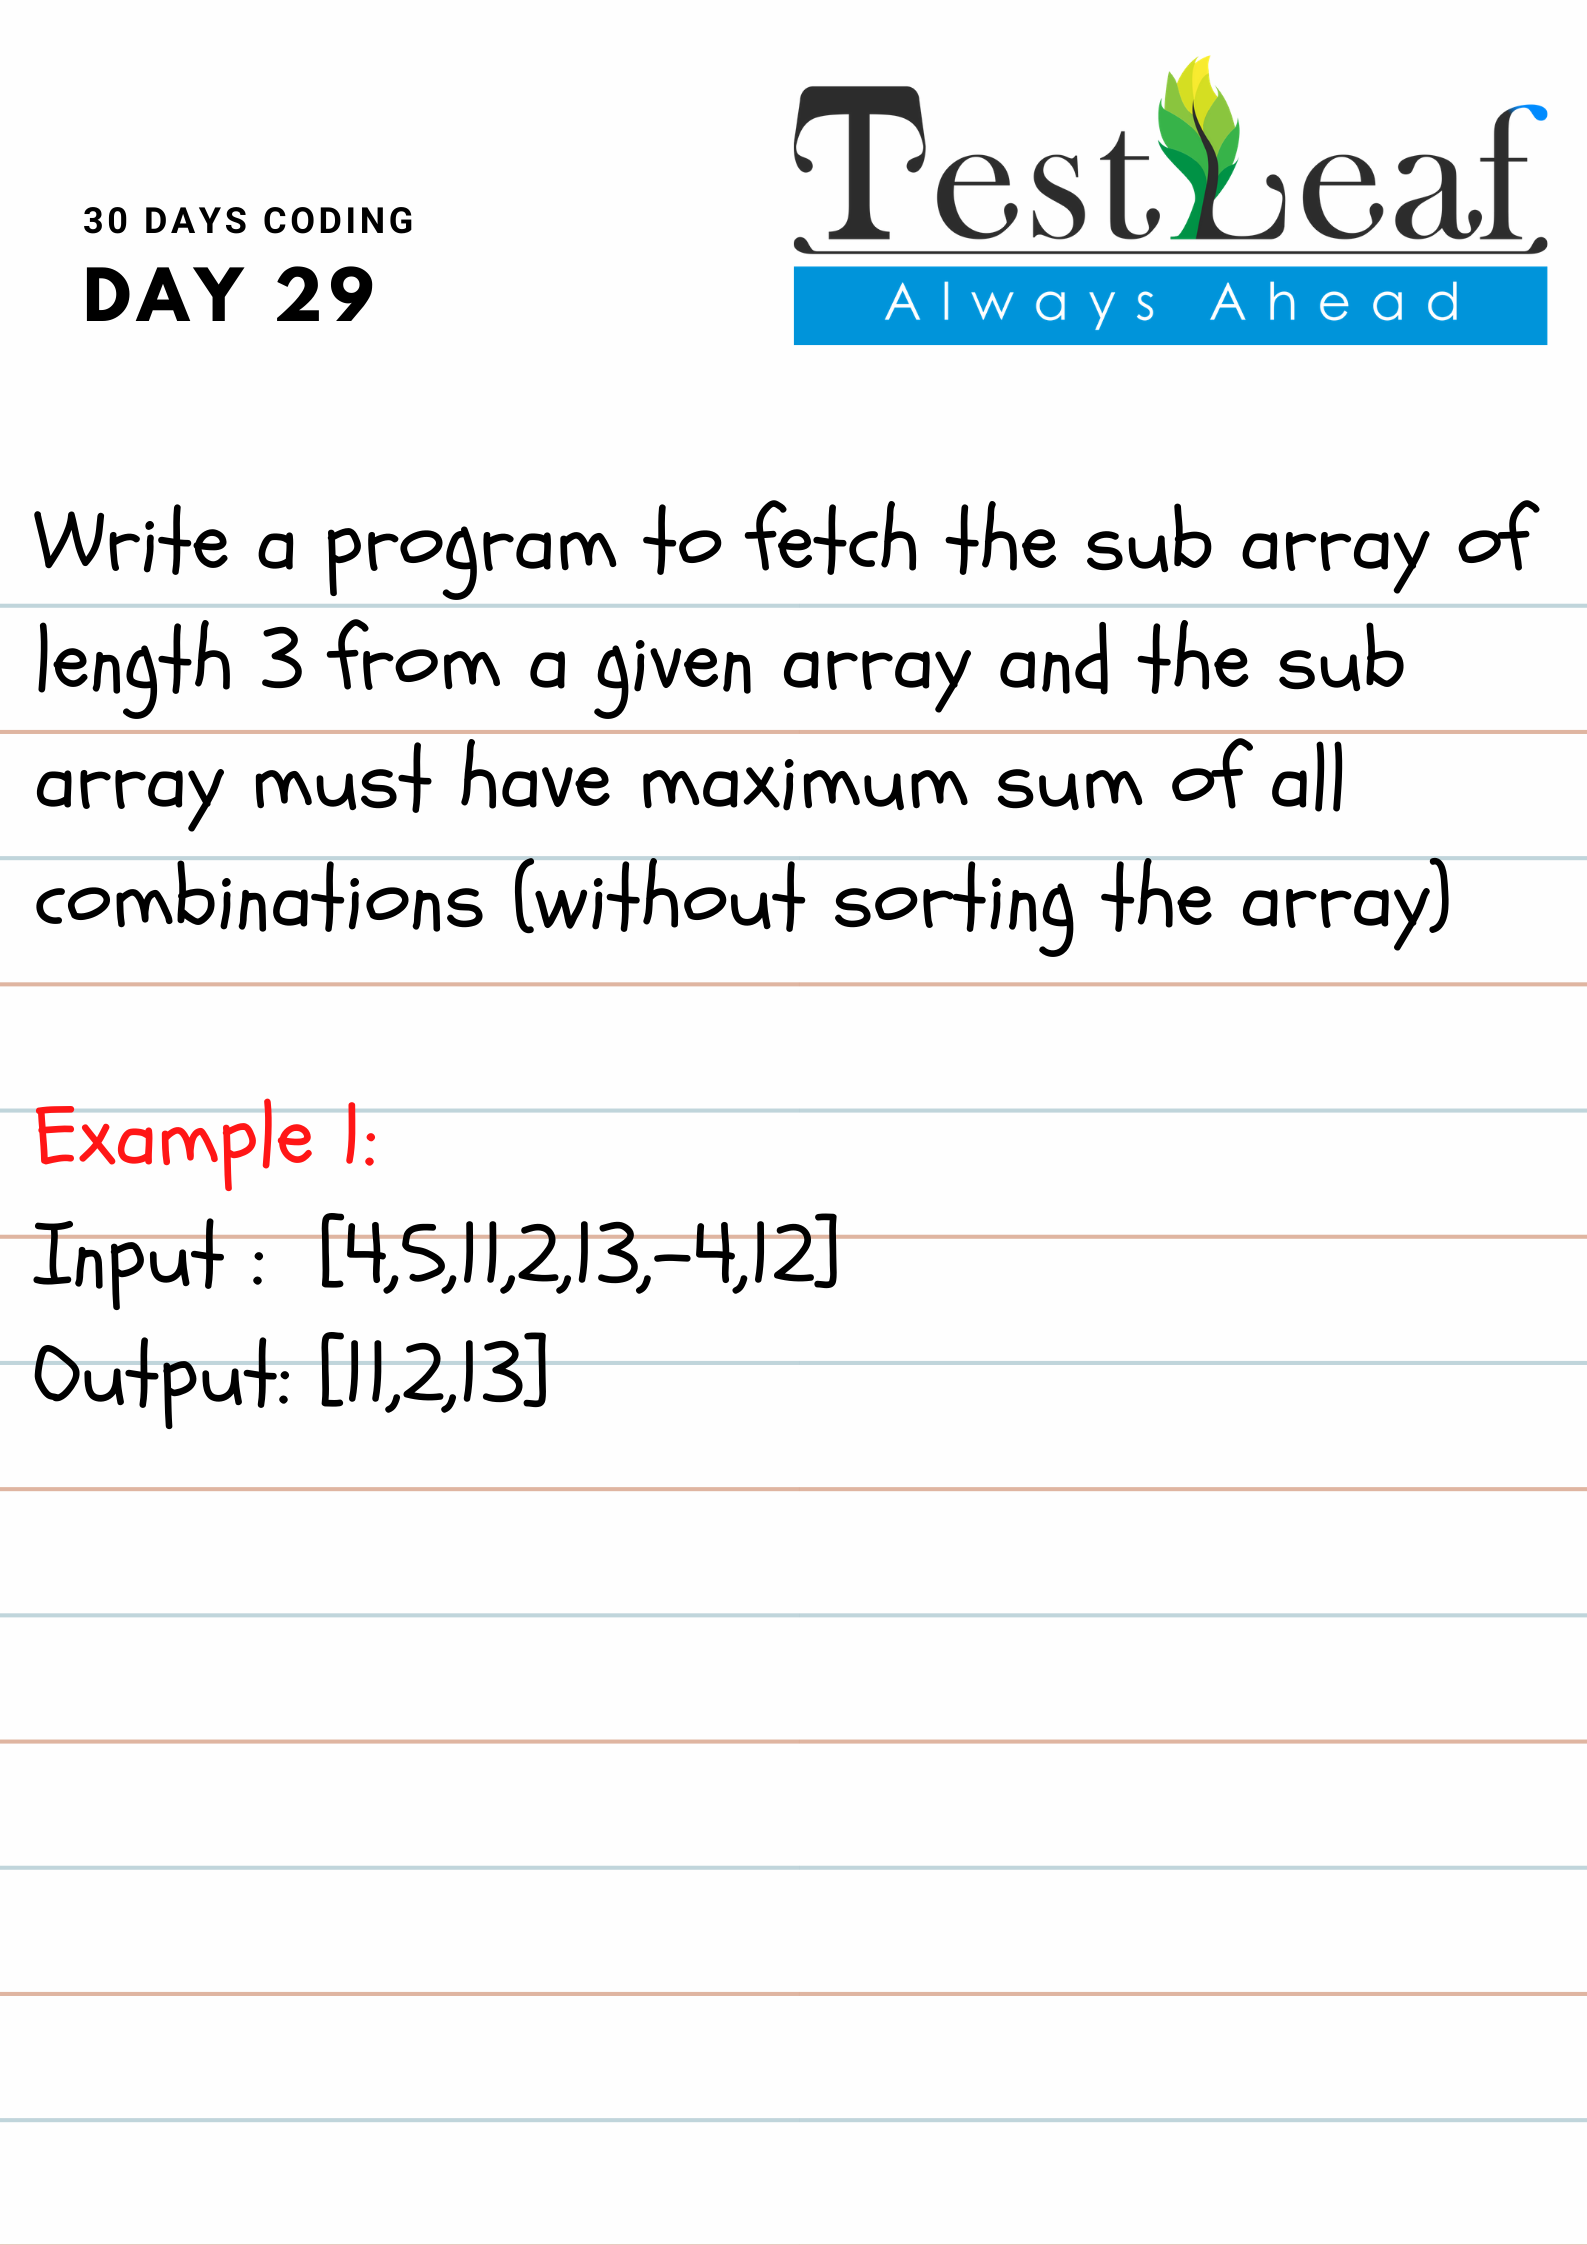 30 DAYS CODING
DAY 29
TestLeaf
Always Ahead
Write a program to fetch the sub array of
length 3 from a given array and the sub
array must have maximum sum of all
combinations (without sorting the array)
Example 1:
Input : [4,5,11,2,13,-4,12]
Output: [11,2,13]